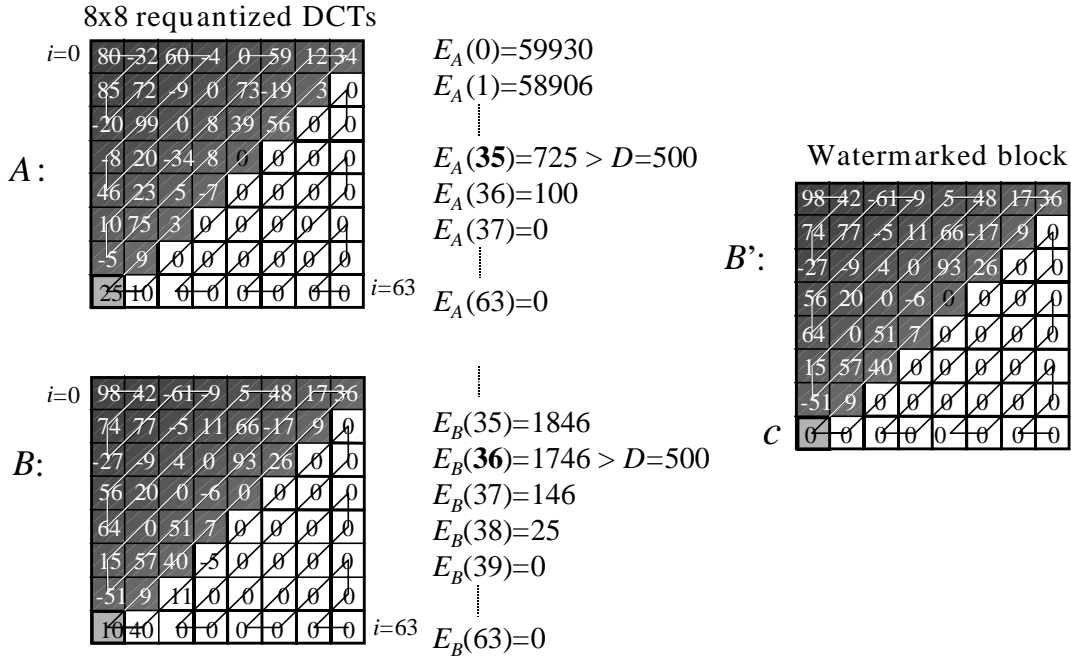 8x8 requantized DCTs
i=0 80 -32 60 -4 0 59 12 34
85 72 -9 0 73 -19 3 0
-20 99 0 8 39 56 0 0
-8 20 -34 8 0 0 0 0
46 23 5 -7 0 0 0 0
10 75 3 0 0 0 0 0
-5 9 0 0 0 0 0 0
25 10 0 0 0 0 0 0 i=63
A:
E_A(0)=59930
E_A(1)=58906
E_A(35)=725 > D=500
E_A(36)=100
E_A(37)=0
E_A(63)=0
i=0 98 42 -61 -9 5 48 17 36
74 77 -5 11 66 -17 9 0
-27 -9 4 0 93 26 0 0
56 20 0 -6 0 0 0 0
64 0 51 7 0 0 0 0
15 57 40 -5 0 0 0 0
-51 9 11 0 0 0 0 0
10 40 0 0 0 0 0 0 i=63
B:
E_B(35)=1846
E_B(36)=1746 > D=500
E_B(37)=146
E_B(38)=25
E_B(39)=0
E_B(63)=0
Watermarked block
98 42 -61 -9 5 48 17 36
74 77 -5 11 66 -17 9 0
-27 -9 4 0 93 26 0 0
56 20 0 -6 0 0 0 0
64 0 51 7 0 0 0 0
15 57 40 0 0 0 0 0
-51 9 0 0 0 0 0 0
0 0 0 0 0 0 0 0
B’:
c